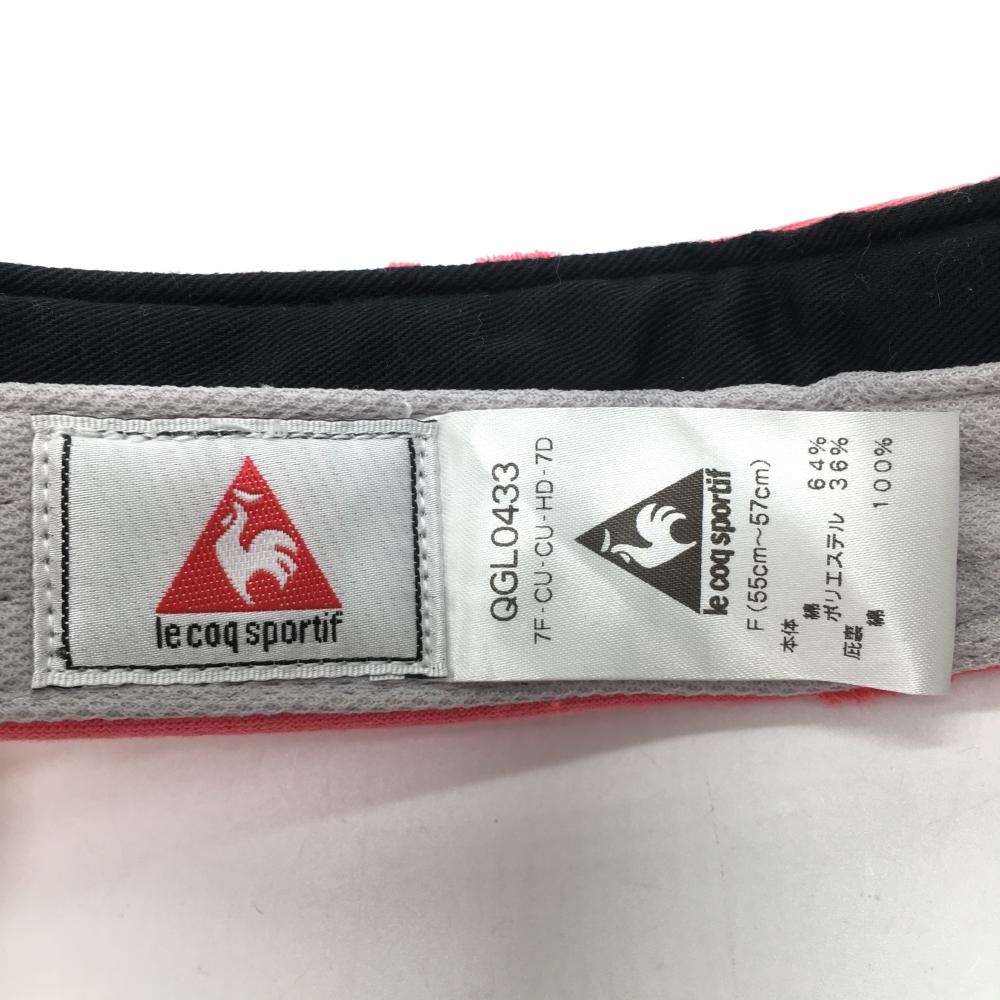 le coq sportif
QGL0433
7F-CU-CU-HD-7D
le coq sportif
F(55cm~57cm)
本体
綿 64%
ポリエステル 36%
庇裏
綿 100%